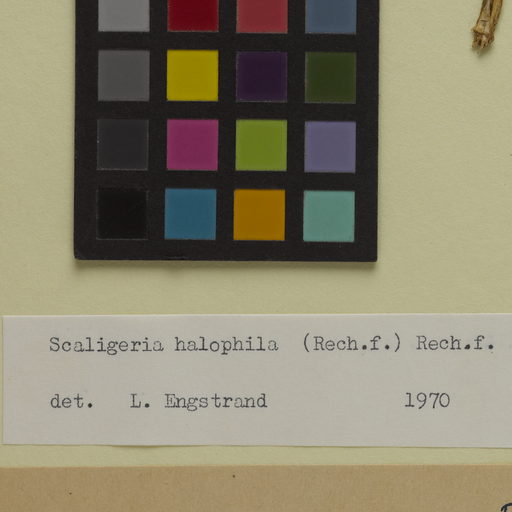 Scaligeria halophila (Rech.f.) Rech.f.
det. L. Engstrand 1970